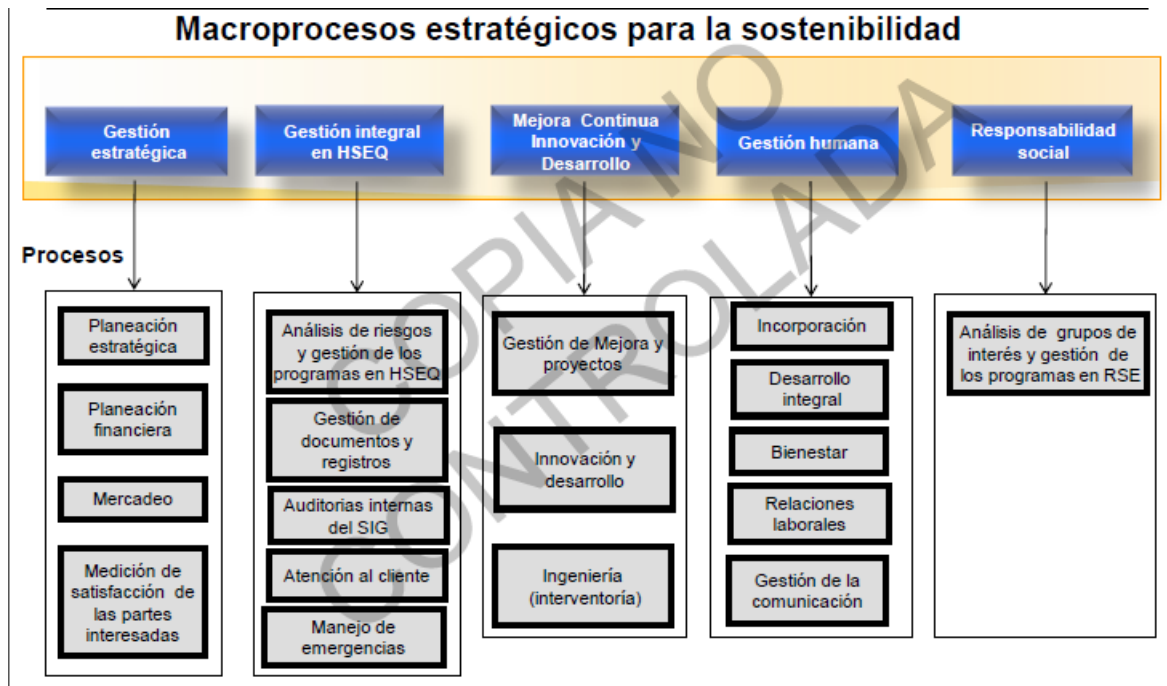 Macroprocesos estratégicos para la sostenibilidad
Gestión
estratégica
Gestión integral
en HSEQ
Mejora Continua
Innovación y
Desarrollo
Gestión humana
Responsabilidad
social
Procesos
Planeación
estratégica
Planeación
financiera
Mercadeo
Medición de
satisfacción de
las partes
interesadas
Análisis de riesgos
y gestión de los
programas en HSEQ
Gestión de
documentos y
registros
Auditorias internas
del SIG
Atención al cliente
Manejo de
emergencias
Gestión de Mejora y
proyectos
Innovación y
desarrollo
Ingeniería
(interventoría)
Incorporación
Desarrollo
integral
Bienestar
Relaciones
laborales
Gestión de la
comunicación
Análisis de grupos de
interés y gestión de
los programas en RSE
COPIA NO
CONTROLADA